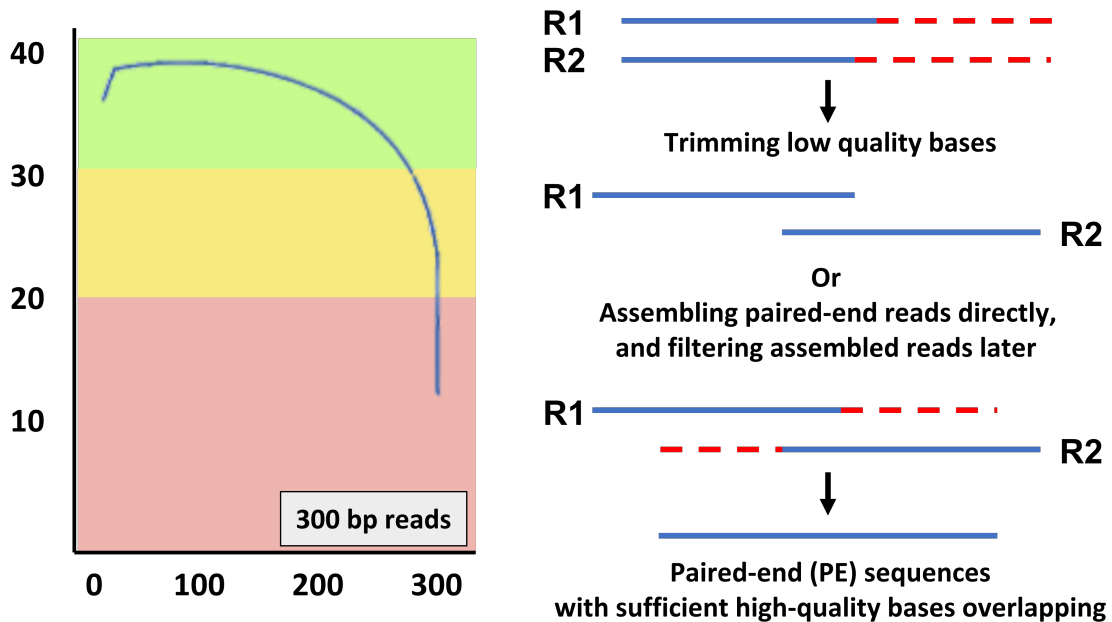 40
30
20
10
0 100 200 300
300 bp reads
R1
R2
Trimming low quality bases
R1
R2
Or
Assembling paired-end reads directly,
and filtering assembled reads later
R1
R2
Paired-end (PE) sequences
with sufficient high-quality bases overlapping